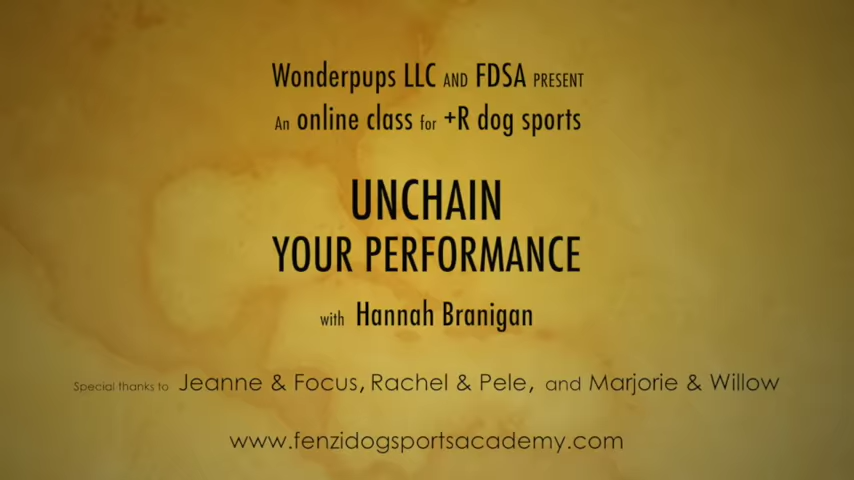 Wonderpups LLC AND FDSA PRESENT
An online class for +R dog sports
UNCHAIN
YOUR PERFORMANCE
with Hannah Branigan
Special thanks to Jeanne & Focus, Rachel & Pele, and Marjorie & Willow
www.fenzidogsportsacademy.com